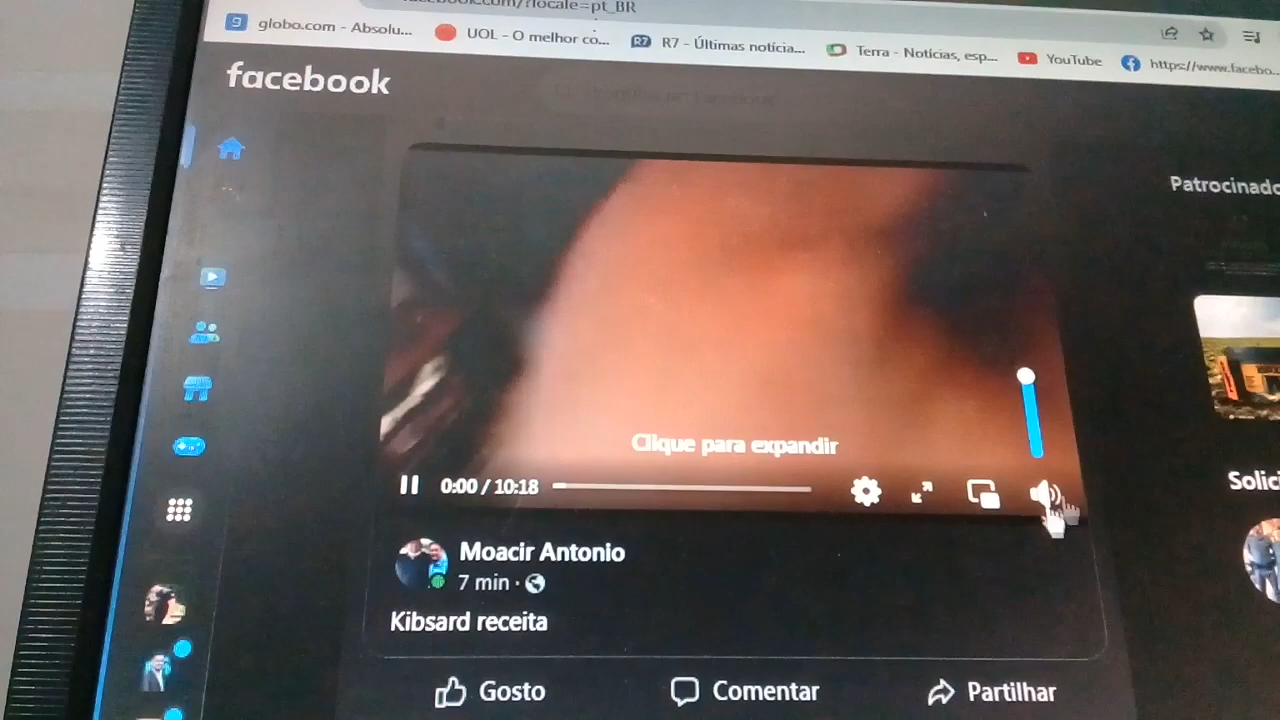 facebook.com/?locale=pt_BR
globo.com - Absolu...
UOL - O melhor co...
R7 - Últimas notícia...
Terra - Notícias, esp...
YouTube
https://www.facebo...
facebook
Patrocinado
Clique para expandir
0:00 / 10:18
Moacir Antonio
7 min ·
Kibsard receita
Solici
Gosto
Comentar
Partilhar